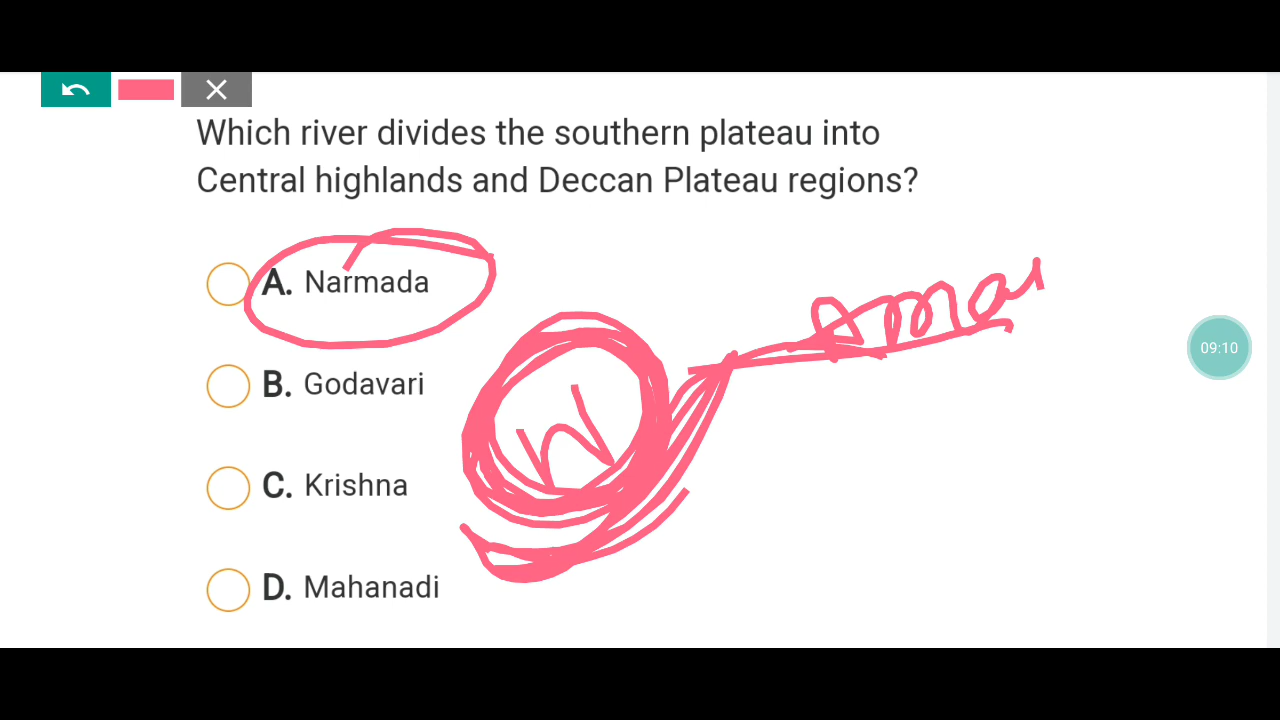 Which river divides the southern plateau into
Central highlands and Deccan Plateau regions?
A. Narmada
B. Godavari
C. Krishna
D. Mahanadi
09:10